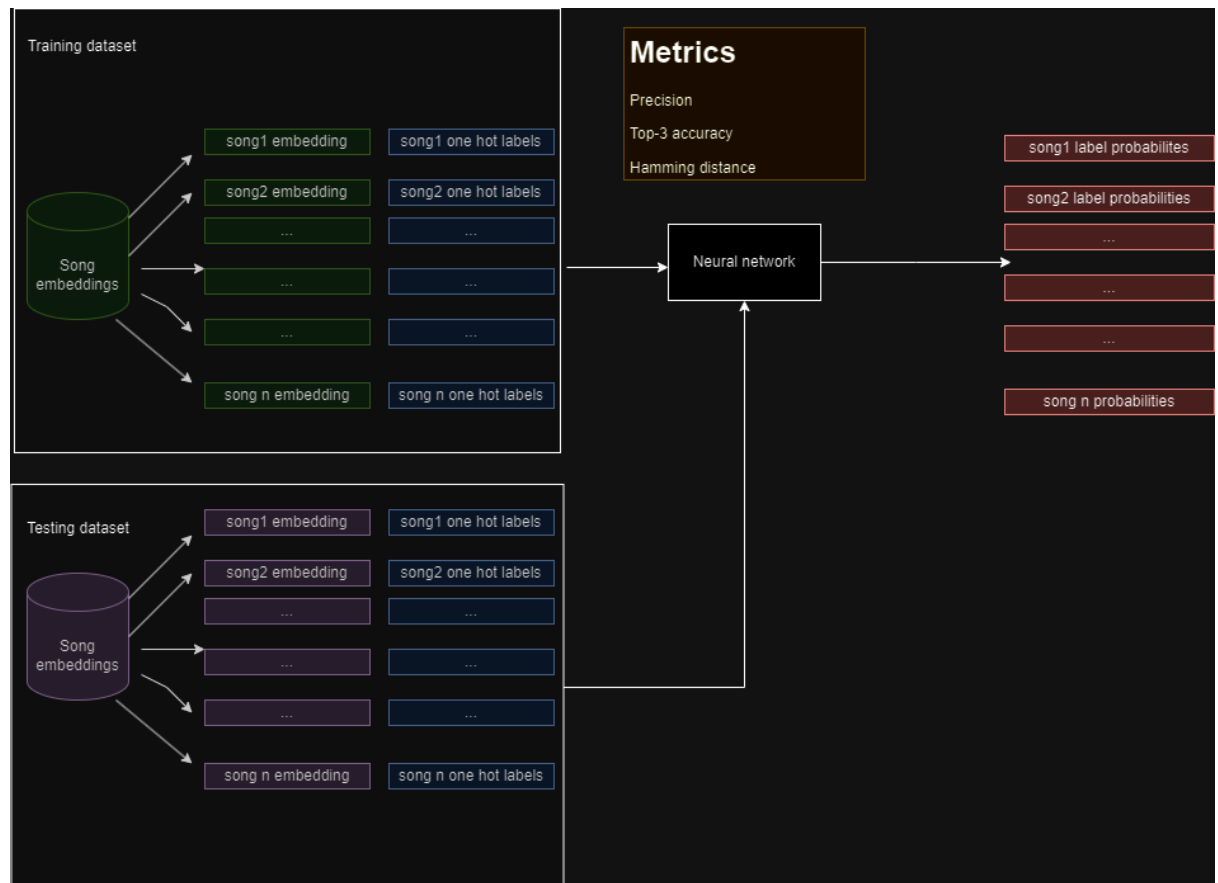 Training dataset
song1 embedding
song1 one hot labels
song2 embedding
song2 one hot labels
...
...
Song
embeddings
...
...
...
...
song n embedding
song n one hot labels
Metrics
Precision
Top-3 accuracy
Hamming distance
Neural network
song1 label probabilites
song2 label probabilities
...
...
...
song n probabilities
Testing dataset
song1 embedding
song1 one hot labels
song2 embedding
song2 one hot labels
...
...
Song
embeddings
...
...
...
...
song n embedding
song n one hot labels